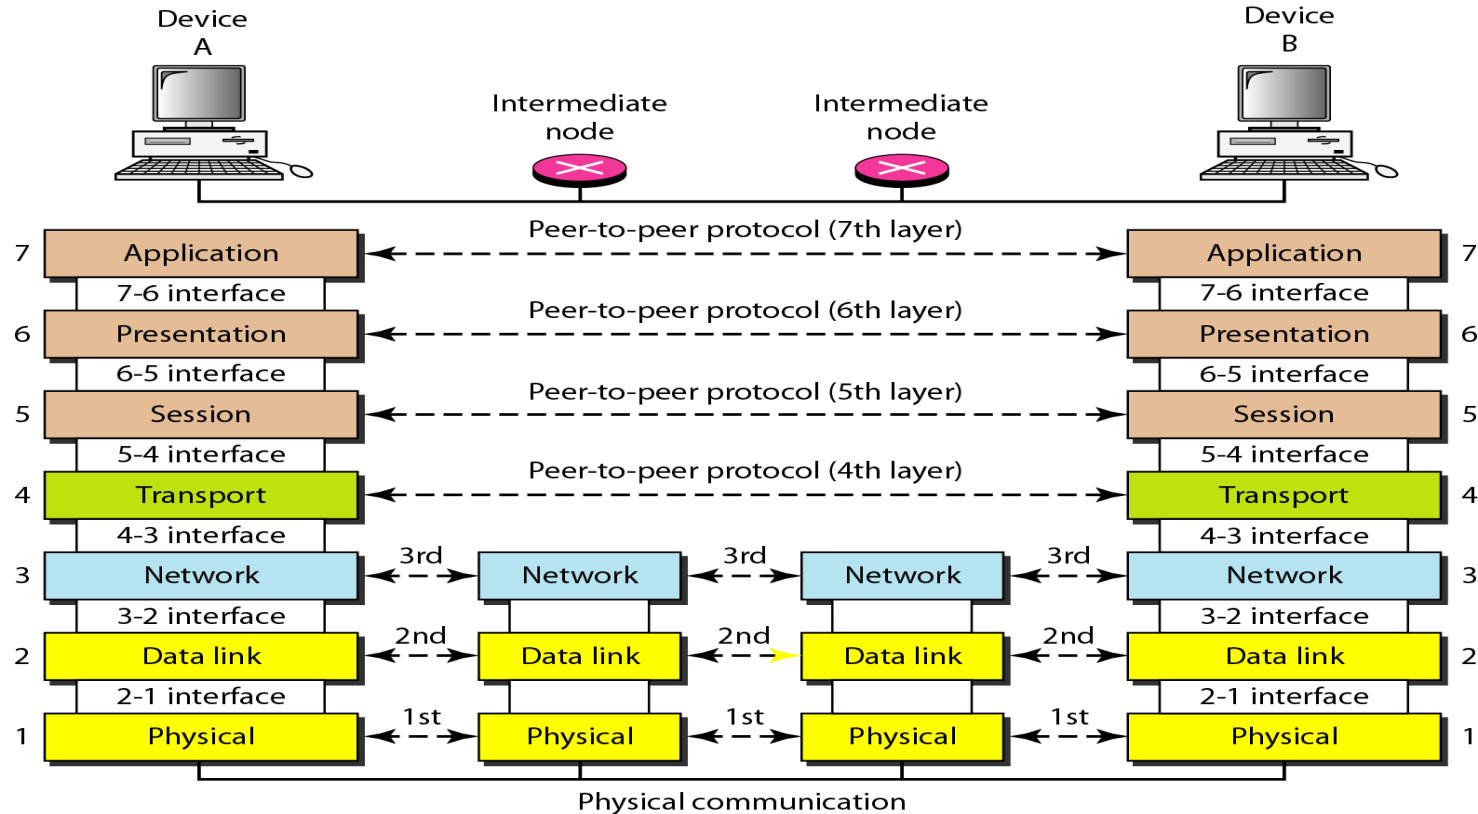 Device
A
Device
B
Intermediate
node
Intermediate
node
Peer-to-peer protocol (7th layer)
7 Application Application 7
7-6 interface 7-6 interface
Peer-to-peer protocol (6th layer)
6 Presentation Presentation 6
6-5 interface 6-5 interface
Peer-to-peer protocol (5th layer)
5 Session Session 5
5-4 interface 5-4 interface
Peer-to-peer protocol (4th layer)
4 Transport Transport 4
4-3 interface 4-3 interface
3 Network 3rd Network 3rd Network 3rd Network 3
3-2 interface 3-2 interface
2 Data link 2nd Data link 2nd Data link 2nd Data link 2
2-1 interface 2-1 interface
1 Physical 1st Physical 1st Physical 1st Physical 1
Physical communication